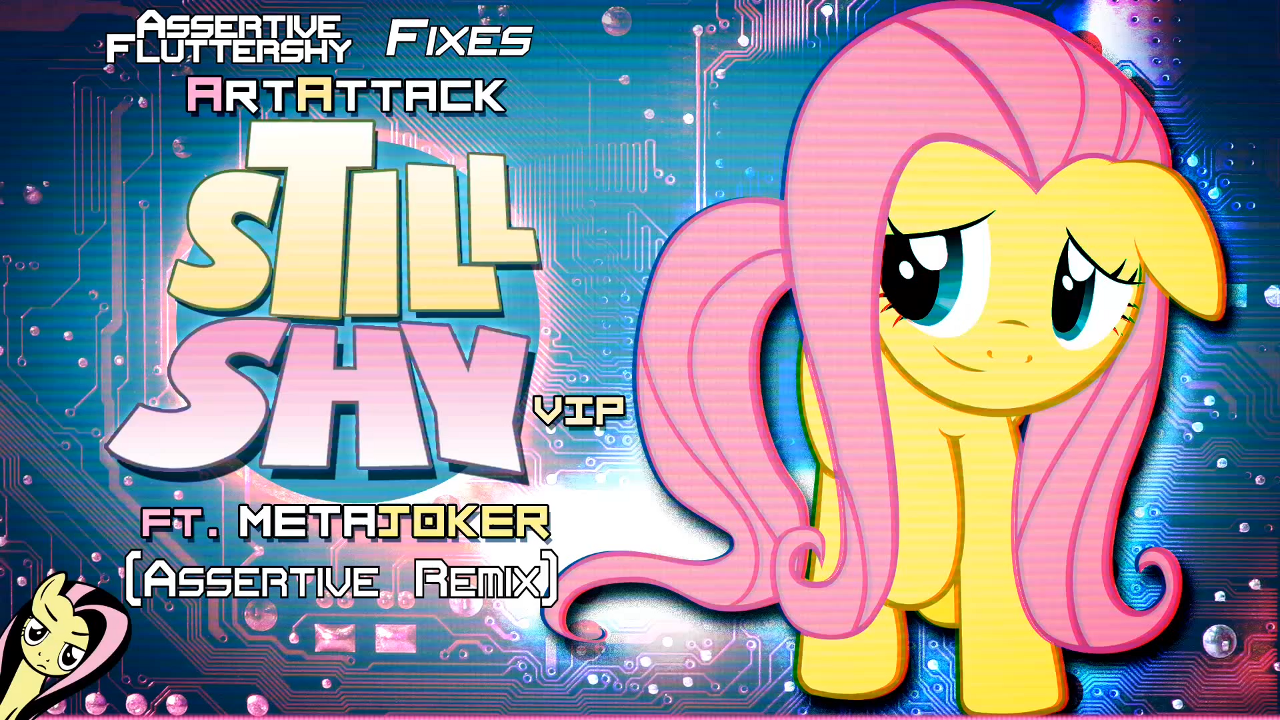 Assertive
Fluttershy Fixes
ArtAttack
STILL
SHY
VIP
ft. METAJOKER
(Assertive Remix)